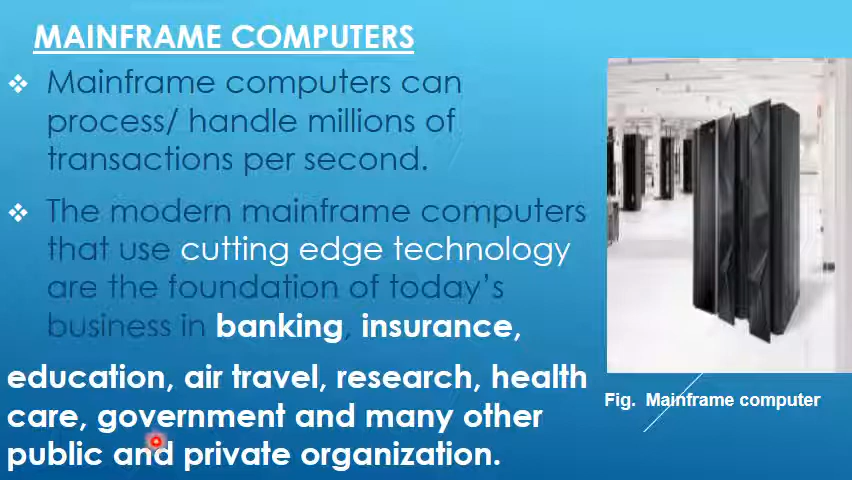 MAINFRAME COMPUTERS
❖ Mainframe computers can
process/ handle millions of
transactions per second.
❖ The modern mainframe computers
that use cutting edge technology
are the foundation of today’s
business in banking, insurance,
education, air travel, research, health
care, government and many other
public and private organization.
Fig. Mainframe computer